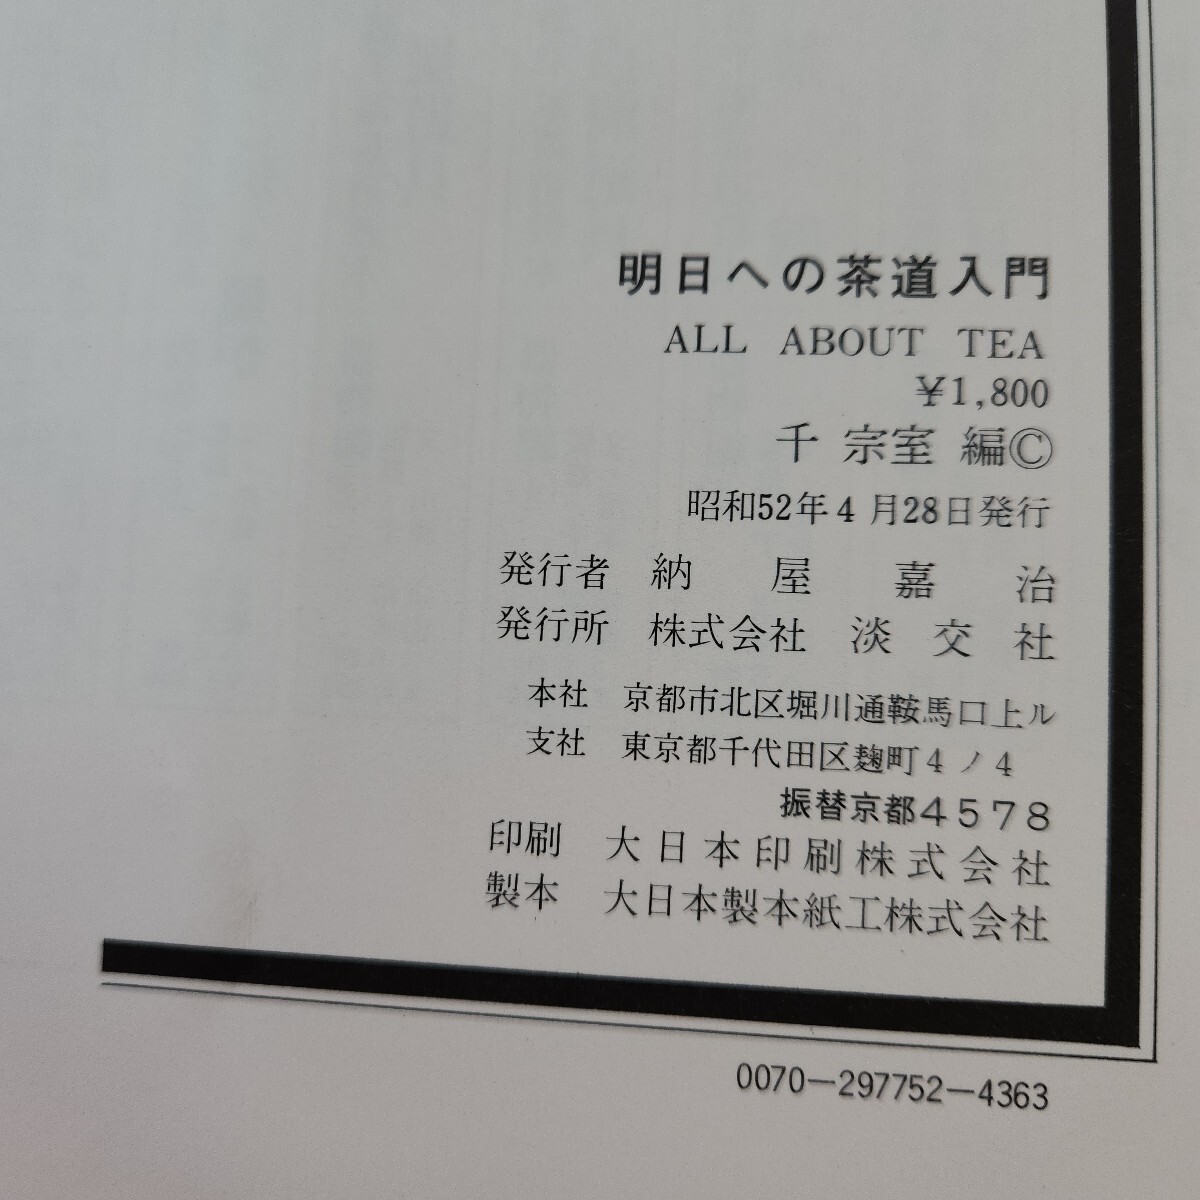 明日への茶道入門
ALL ABOUT TEA
¥1,800
千 宗室 編©
昭和52年4月28日発行
発行者 納屋嘉治
発行所 株式会社 淡交社
本社 京都市北区堀川通鞍馬口上ル
支社 東京都千代田区麹町4ノ4
振替京都4578
印刷 大日本印刷株式会社
製本 大日本製本紙工株式会社
0070-297752-4363